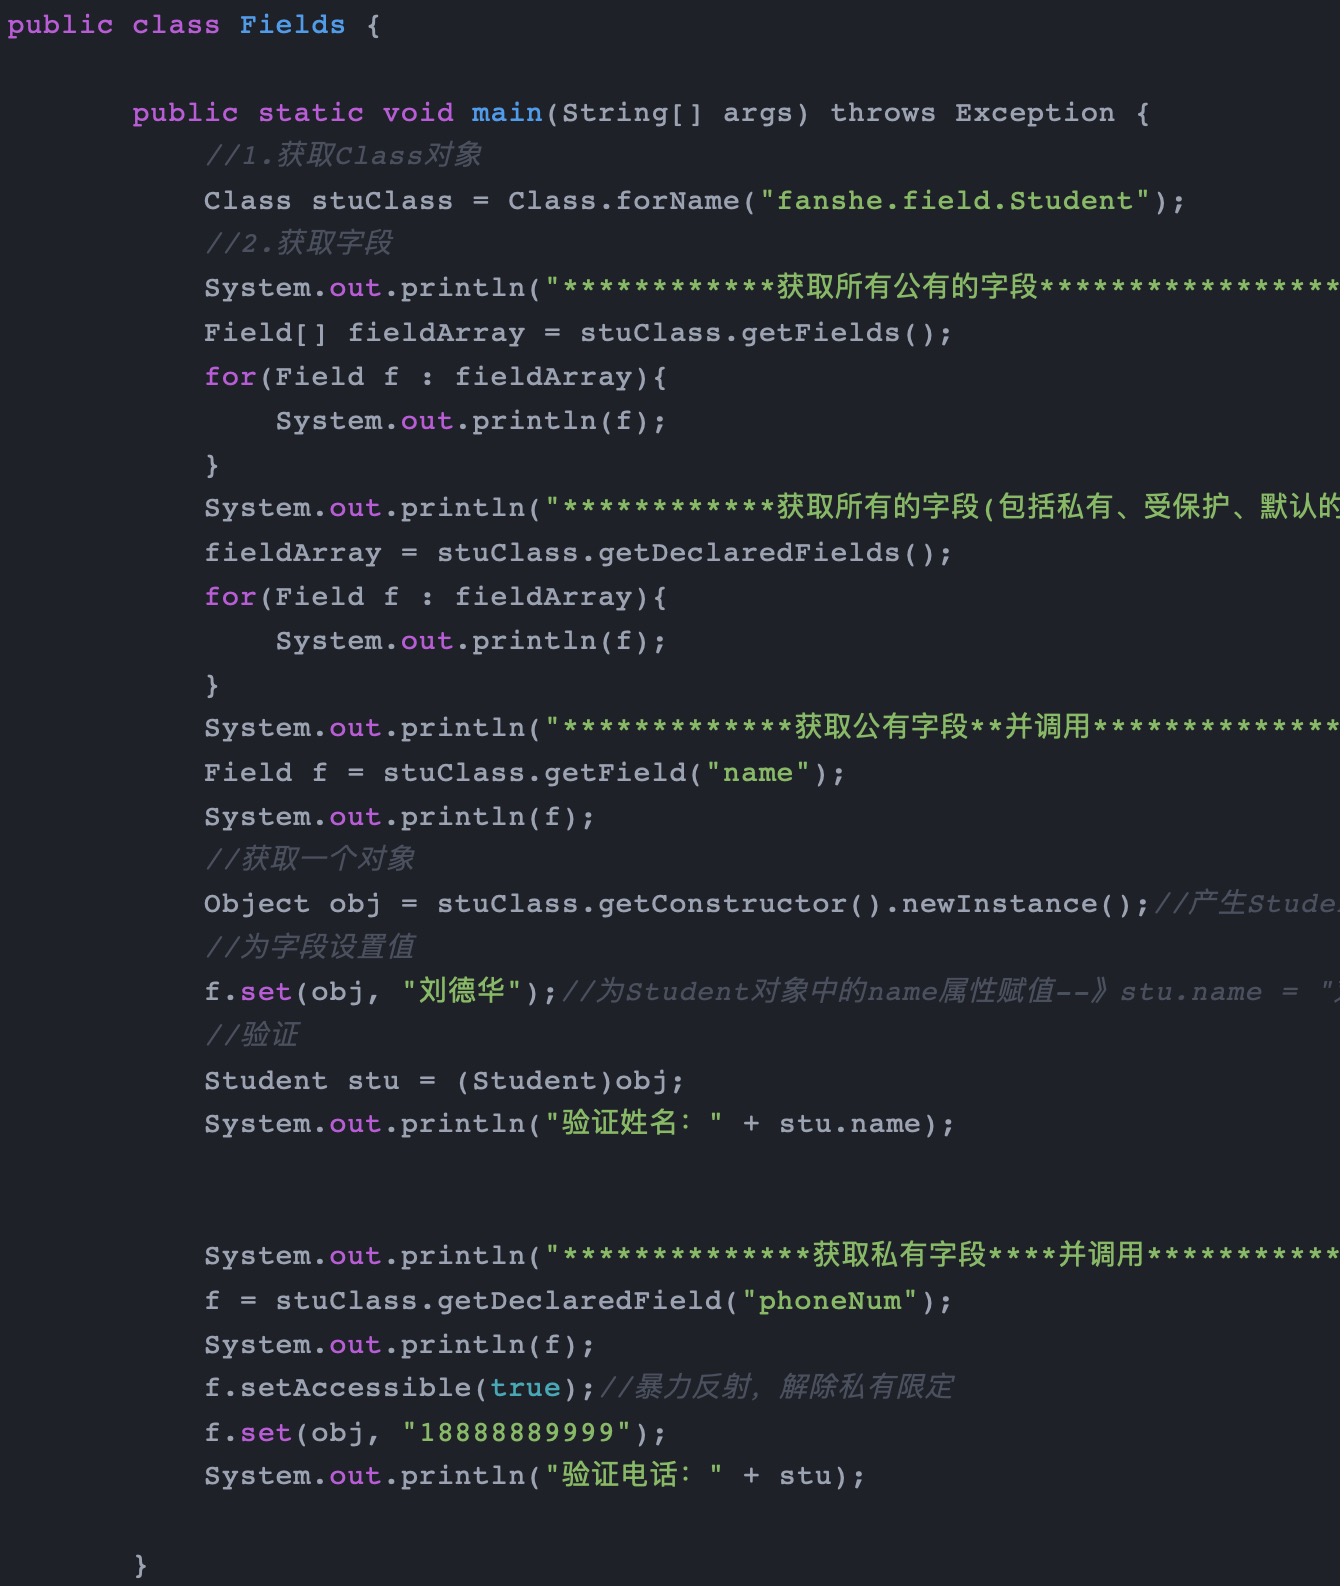 public class Fields {
public static void main(String[] args) throws Exception {
//1.获取Class对象
Class stuClass = Class.forName("fanshe.field.Student");
//2.获取字段
System.out.println("************获取所有公有的字段*****************
Field[] fieldArray = stuClass.getFields();
for(Field f : fieldArray){
System.out.println(f);
}
System.out.println("************获取所有的字段(包括私有、受保护、默认的
fieldArray = stuClass.getDeclaredFields();
for(Field f : fieldArray){
System.out.println(f);
}
System.out.println("*************获取公有字段**并调用**************
Field f = stuClass.getField("name");
System.out.println(f);
//获取一个对象
Object obj = stuClass.getConstructor().newInstance();//产生Stude
//为字段设置值
f.set(obj, "刘德华");//为Student对象中的name属性赋值--》stu.name = "
//验证
Student stu = (Student)obj;
System.out.println("验证姓名：" + stu.name);
System.out.println("**************获取私有字段****并调用***********
f = stuClass.getDeclaredField("phoneNum");
System.out.println(f);
f.setAccessible(true);//暴力反射，解除私有限定
f.set(obj, "18888889999");
System.out.println("验证电话：" + stu);
}